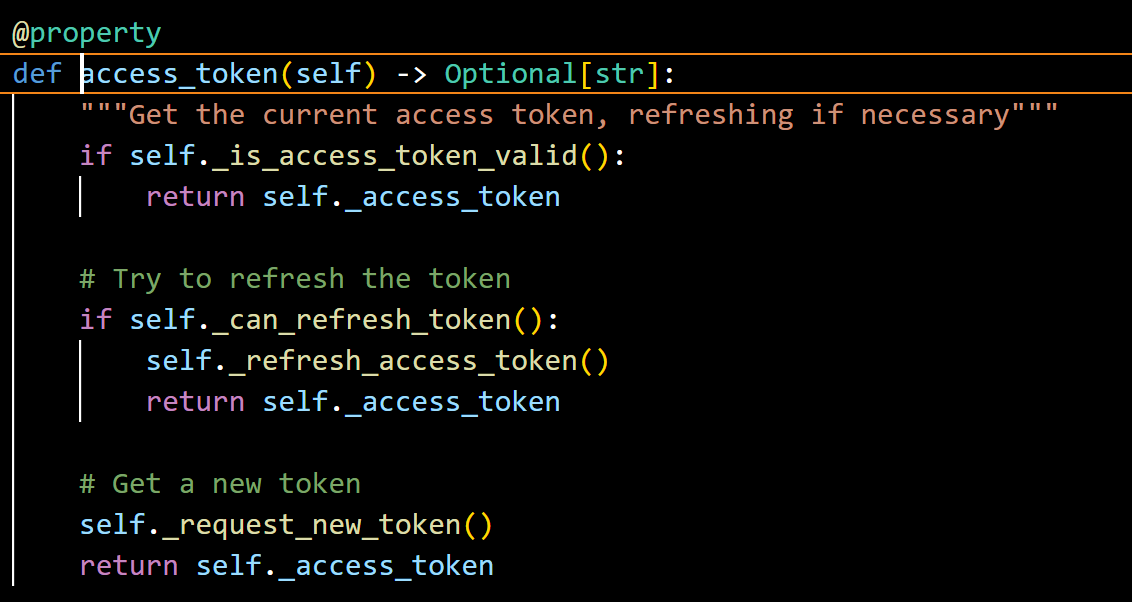 @property
def access_token(self) -> Optional[str]:
    """Get the current access token, refreshing if necessary"""
    if self._is_access_token_valid():
        return self._access_token

    # Try to refresh the token
    if self._can_refresh_token():
        self._refresh_access_token()
        return self._access_token

    # Get a new token
    self._request_new_token()
    return self._access_token